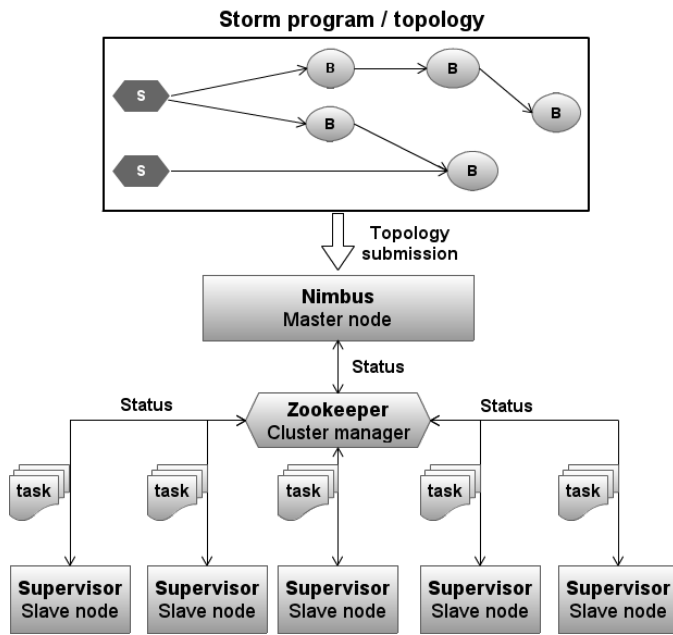 Storm program / topology
B
B
S
B
B
S
B
Topology
submission
Nimbus
Master node
Status
Status
Zookeeper
Cluster manager
Status
task
task
task
task
task
Supervisor
Slave node
Supervisor
Slave node
Supervisor
Slave node
Supervisor
Slave node
Supervisor
Slave node